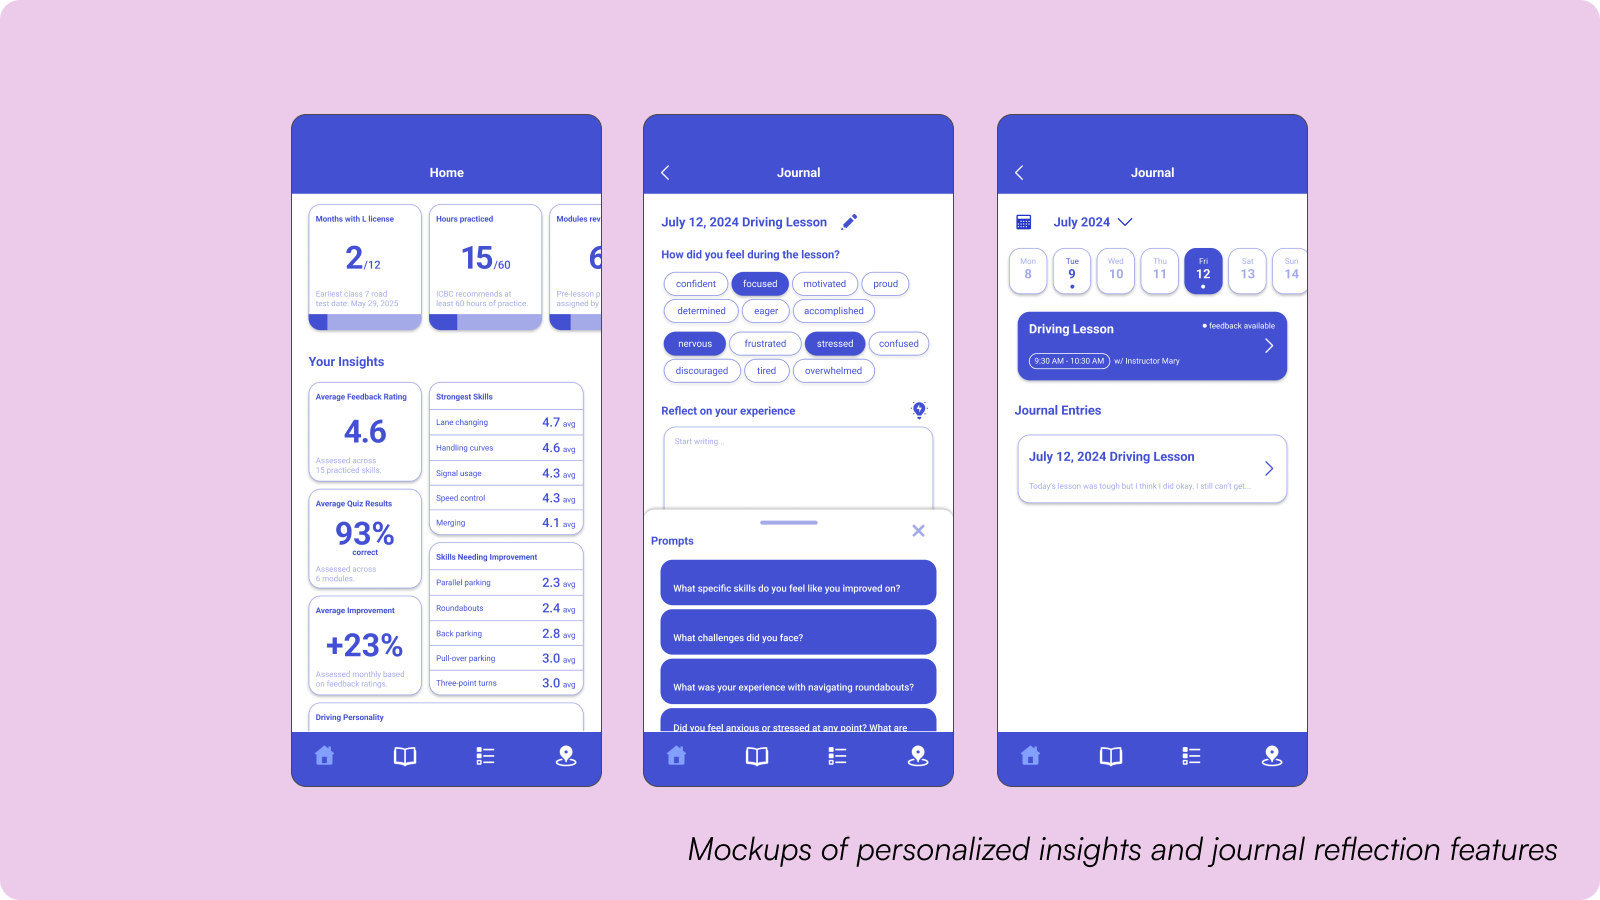 Home
Months with L license
2/12
Earliest class 7 road
test date: May 29, 2025
Hours practiced
15/60
ICBC recommends at
least 60 hours of practice.
Modules rev
6
Pre-lesson p
assigned by
Your Insights
Average Feedback Rating
4.6
Assessed across
15 practiced skills.
Average Quiz Results
93%
correct
Assessed across
6 modules.
Average Improvement
+23%
Assessed monthly based
on feedback ratings.
Strongest Skills
Lane changing 4.7 avg
Handling curves 4.6 avg
Signal usage 4.3 avg
Speed control 4.3 avg
Merging 4.1 avg
Skills Needing Improvement
Parallel parking 2.3 avg
Roundabouts 2.4 avg
Back parking 2.8 avg
Pull-over parking 3.0 avg
Three-point turns 3.0 avg
Driving Personality
Journal
July 12, 2024 Driving Lesson
How did you feel during the lesson?
confident focused motivated proud
determined eager accomplished
nervous frustrated stressed confused
discouraged tired overwhelmed
Reflect on your experience
Start writing...
Prompts
What specific skills do you feel like you improved on?
What challenges did you face?
What was your experience with navigating roundabouts?
Did you feel anxious or stressed at any point? What are
Journal
July 2024
Mon Tue Wed Thu Fri Sat Sun
8 9 10 11 12 13 14
Driving Lesson
feedback available
9:30 AM - 10:30 AM w/ Instructor Mary
Journal Entries
July 12, 2024 Driving Lesson
Today's lesson was tough but I think I did okay. I still can't get...
Mockups of personalized insights and journal reflection features